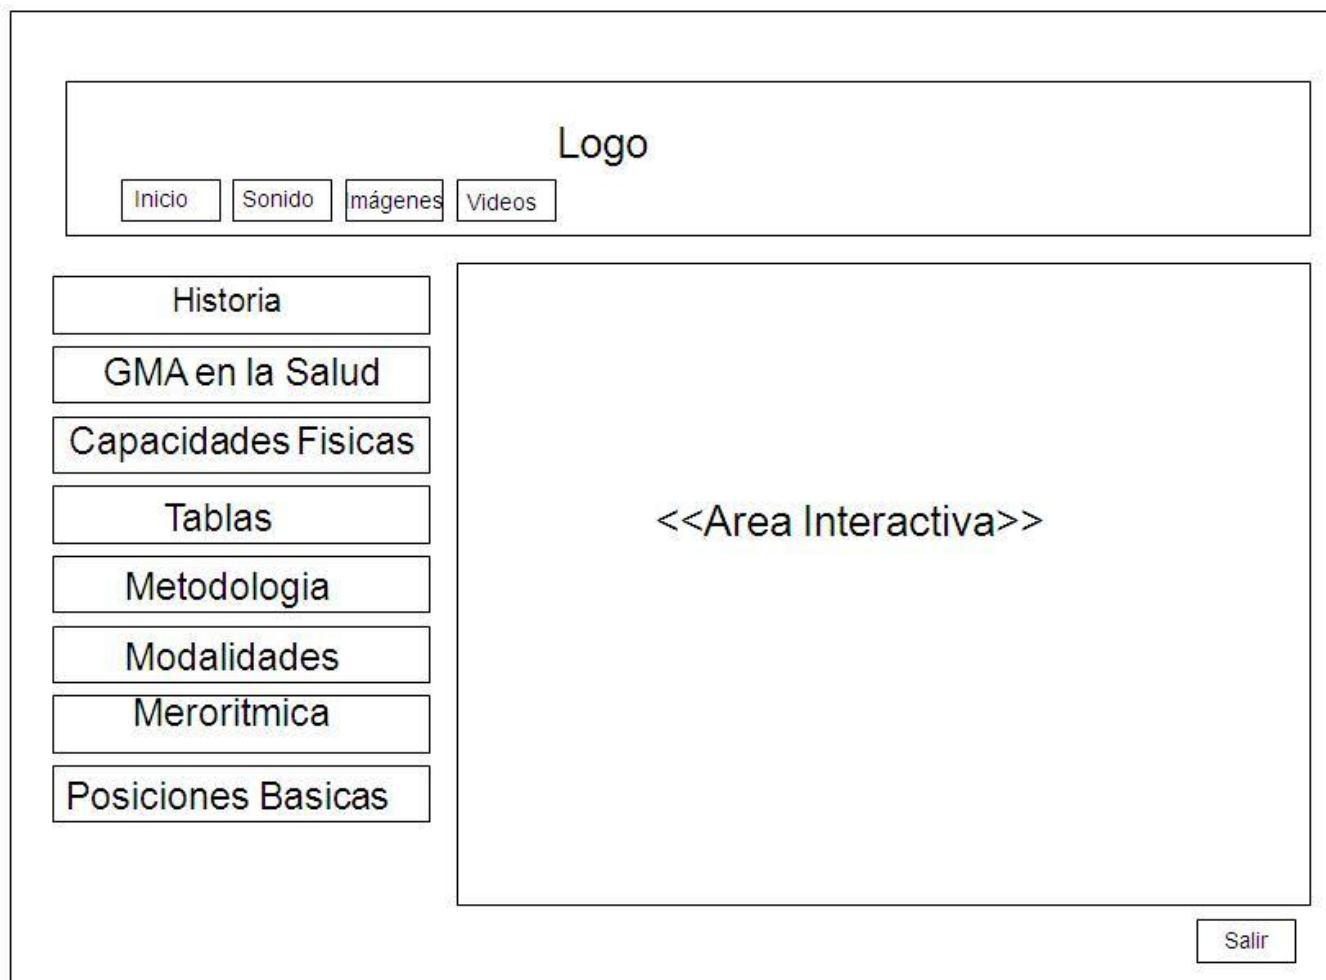 Logo
Inicio
Sonido
Imágenes
Videos
Historia
GMA en la Salud
Capacidades Fisicas
Tablas
Metodologia
Modalidades
Meroritmica
Posiciones Basicas
<<Area Interactiva>>
Salir